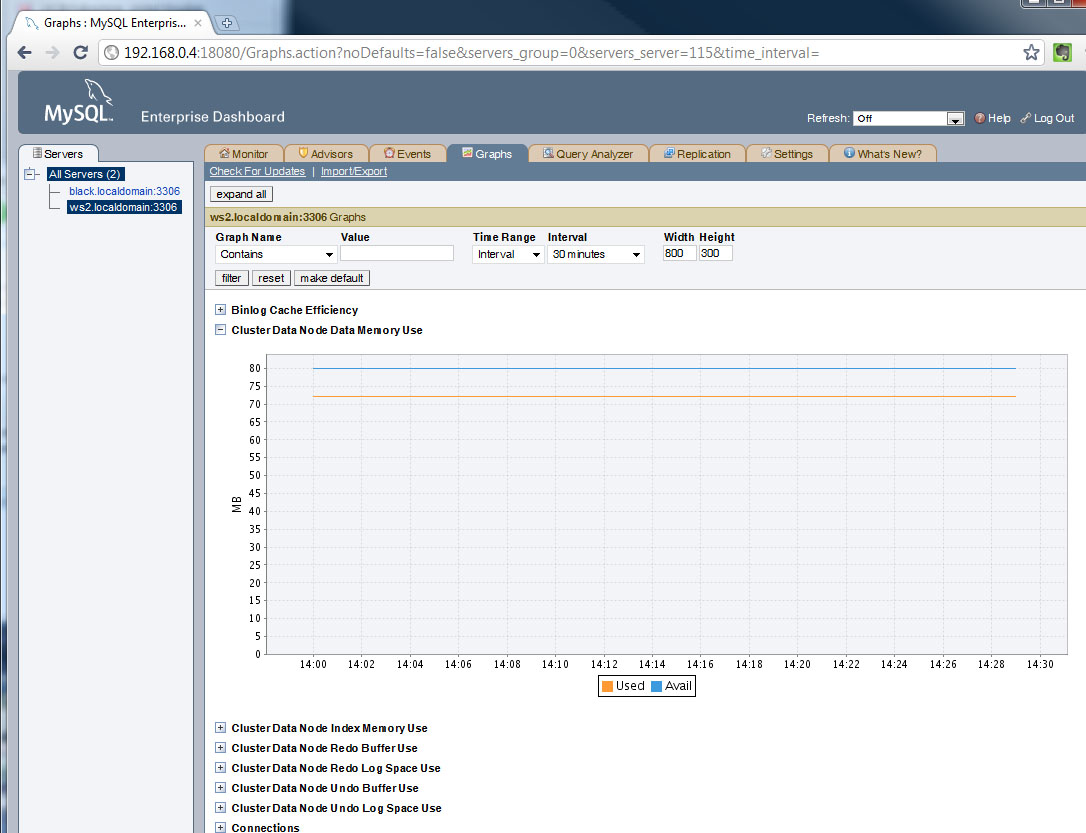 Graphs : MySQL Enterpris...
192.168.0.4:18080/Graphs.action?noDefaults=false&servers_group=0&servers_server=115&time_interval=
MySQL™ Enterprise Dashboard
Refresh: Off Help Log Out
Servers
All Servers (2)
black.localdomain:3306
ws2.localdomain:3306
Monitor Advisors Events Graphs Query Analyzer Replication Settings What's New?
Check For Updates | Import/Export
expand all
ws2.localdomain:3306 Graphs
Graph Name Value Time Range Interval Width Height
Contains Interval 30 minutes 800 300
filter reset make default
Binlog Cache Efficiency
Cluster Data Node Data Memory Use
80
75
70
65
60
55
50
45
40
35
30
25
20
15
10
5
0
MB
14:00 14:02 14:04 14:06 14:08 14:10 14:12 14:14 14:16 14:18 14:20 14:22 14:24 14:26 14:28 14:30
Used Avail
Cluster Data Node Index Memory Use
Cluster Data Node Redo Buffer Use
Cluster Data Node Redo Log Space Use
Cluster Data Node Undo Buffer Use
Cluster Data Node Undo Log Space Use
Connections